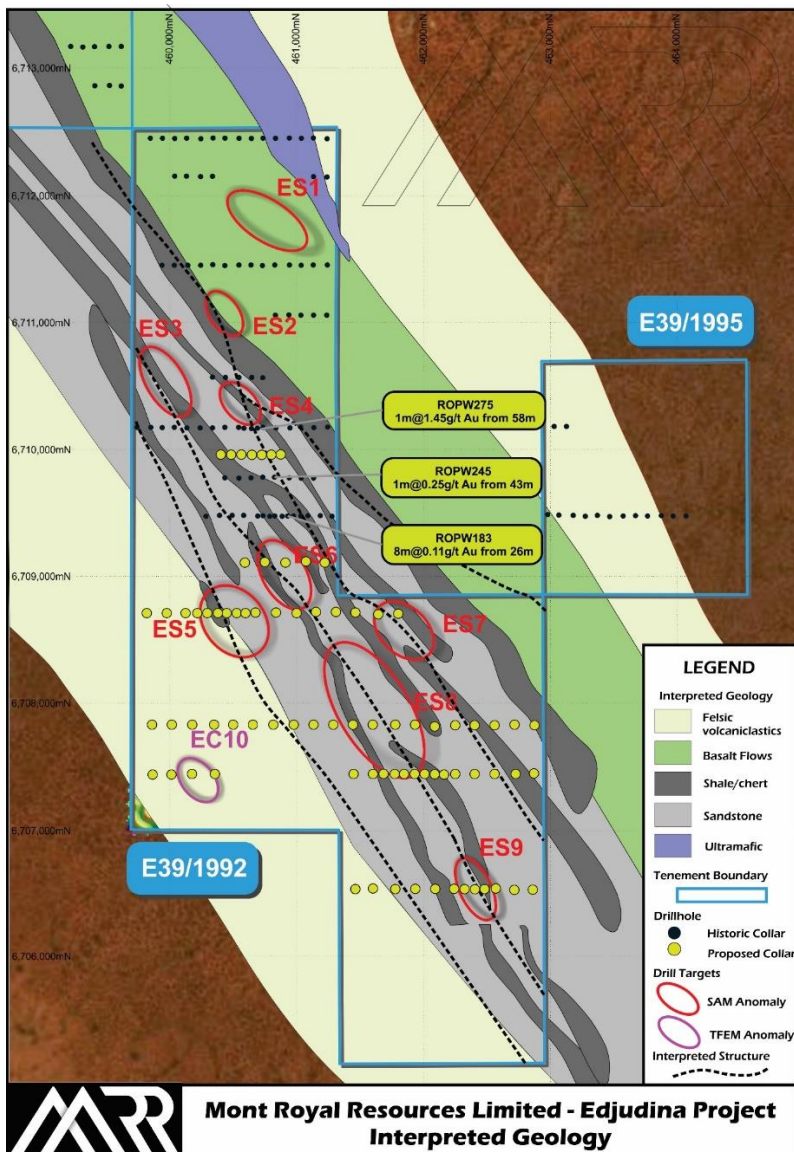 460,000mN
461,000mN
462,000mN
463,000mN
464,000mN
6,713,000mN
6,712,000mN
6,711,000mN
6,710,000mN
6,709,000mN
6,708,000mN
6,707,000mN
6,706,000mN
MRR
ES1
ES2
ES3
ES4
E39/1995
ROPW275
1m@1.45g/t Au from 58m
ROPW245
1m@0.25g/t Au from 43m
ROPW183
8m@0.11g/t Au from 26m
ES6
ES5
ES7
ES8
EC10
E39/1992
ES9
LEGEND
Interpreted Geology
Felsic
volcaniclastics
Basalt Flows
Shale/chert
Sandstone
Ultramafic
Tenement Boundary
Drillhole
Historic Collar
Proposed Collar
Drill Targets
SAM Anomaly
TFEM Anomaly
Interpreted Structure
MRR
Mont Royal Resources Limited - Edjudina Project
Interpreted Geology